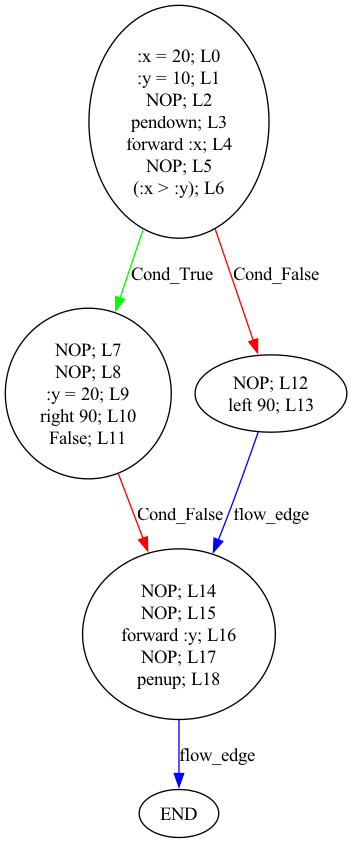 :x = 20; L0
:y = 10; L1
NOP; L2
pendown; L3
forward :x; L4
NOP; L5
(:x > :y); L6
Cond_True
Cond_False
NOP; L7
NOP; L8
:y = 20; L9
right 90; L10
False; L11
NOP; L12
left 90; L13
Cond_False
flow_edge
NOP; L14
NOP; L15
forward :y; L16
NOP; L17
penup; L18
flow_edge
END